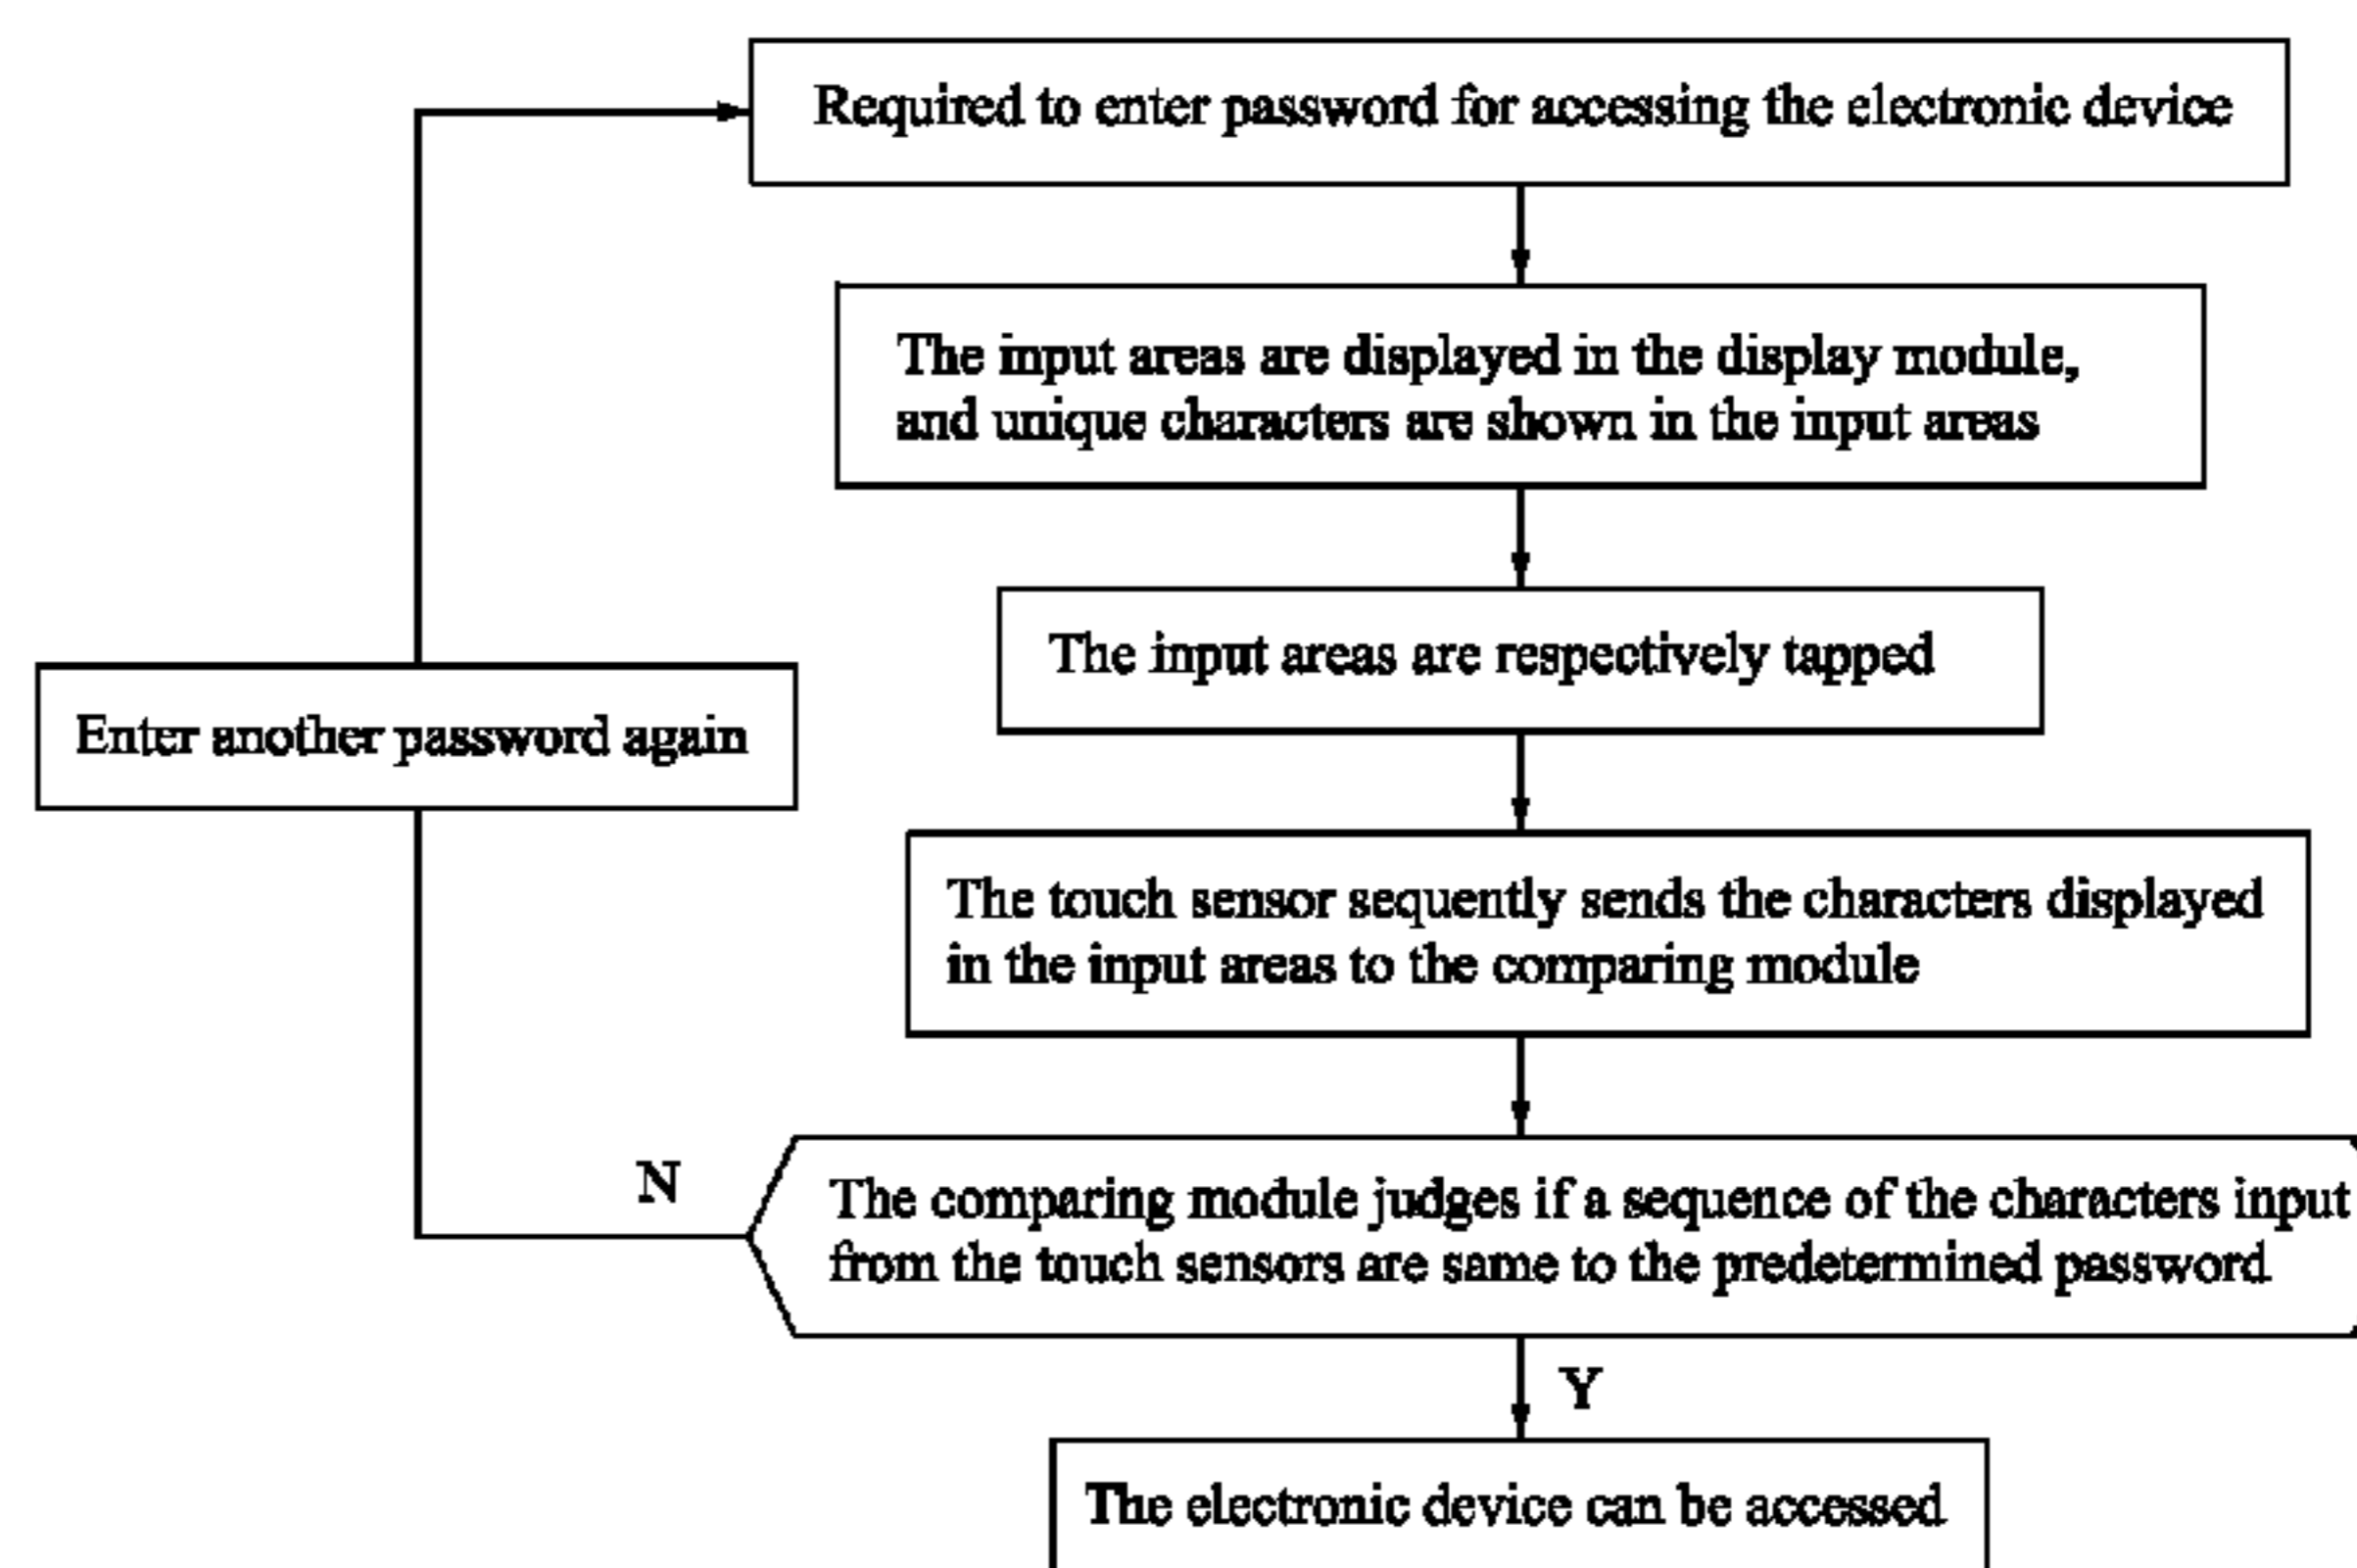 Required to enter password for accessing the electronic device
The input areas are displayed in the display module,
and unique characters are shown in the input areas
The input areas are respectively tapped
Enter another password again
The touch sensor sequently sends the characters displayed
in the input areas to the comparing module
N
The comparing module judges if a sequence of the characters input
from the touch sensors are same to the predetermined password
Y
The electronic device can be accessed